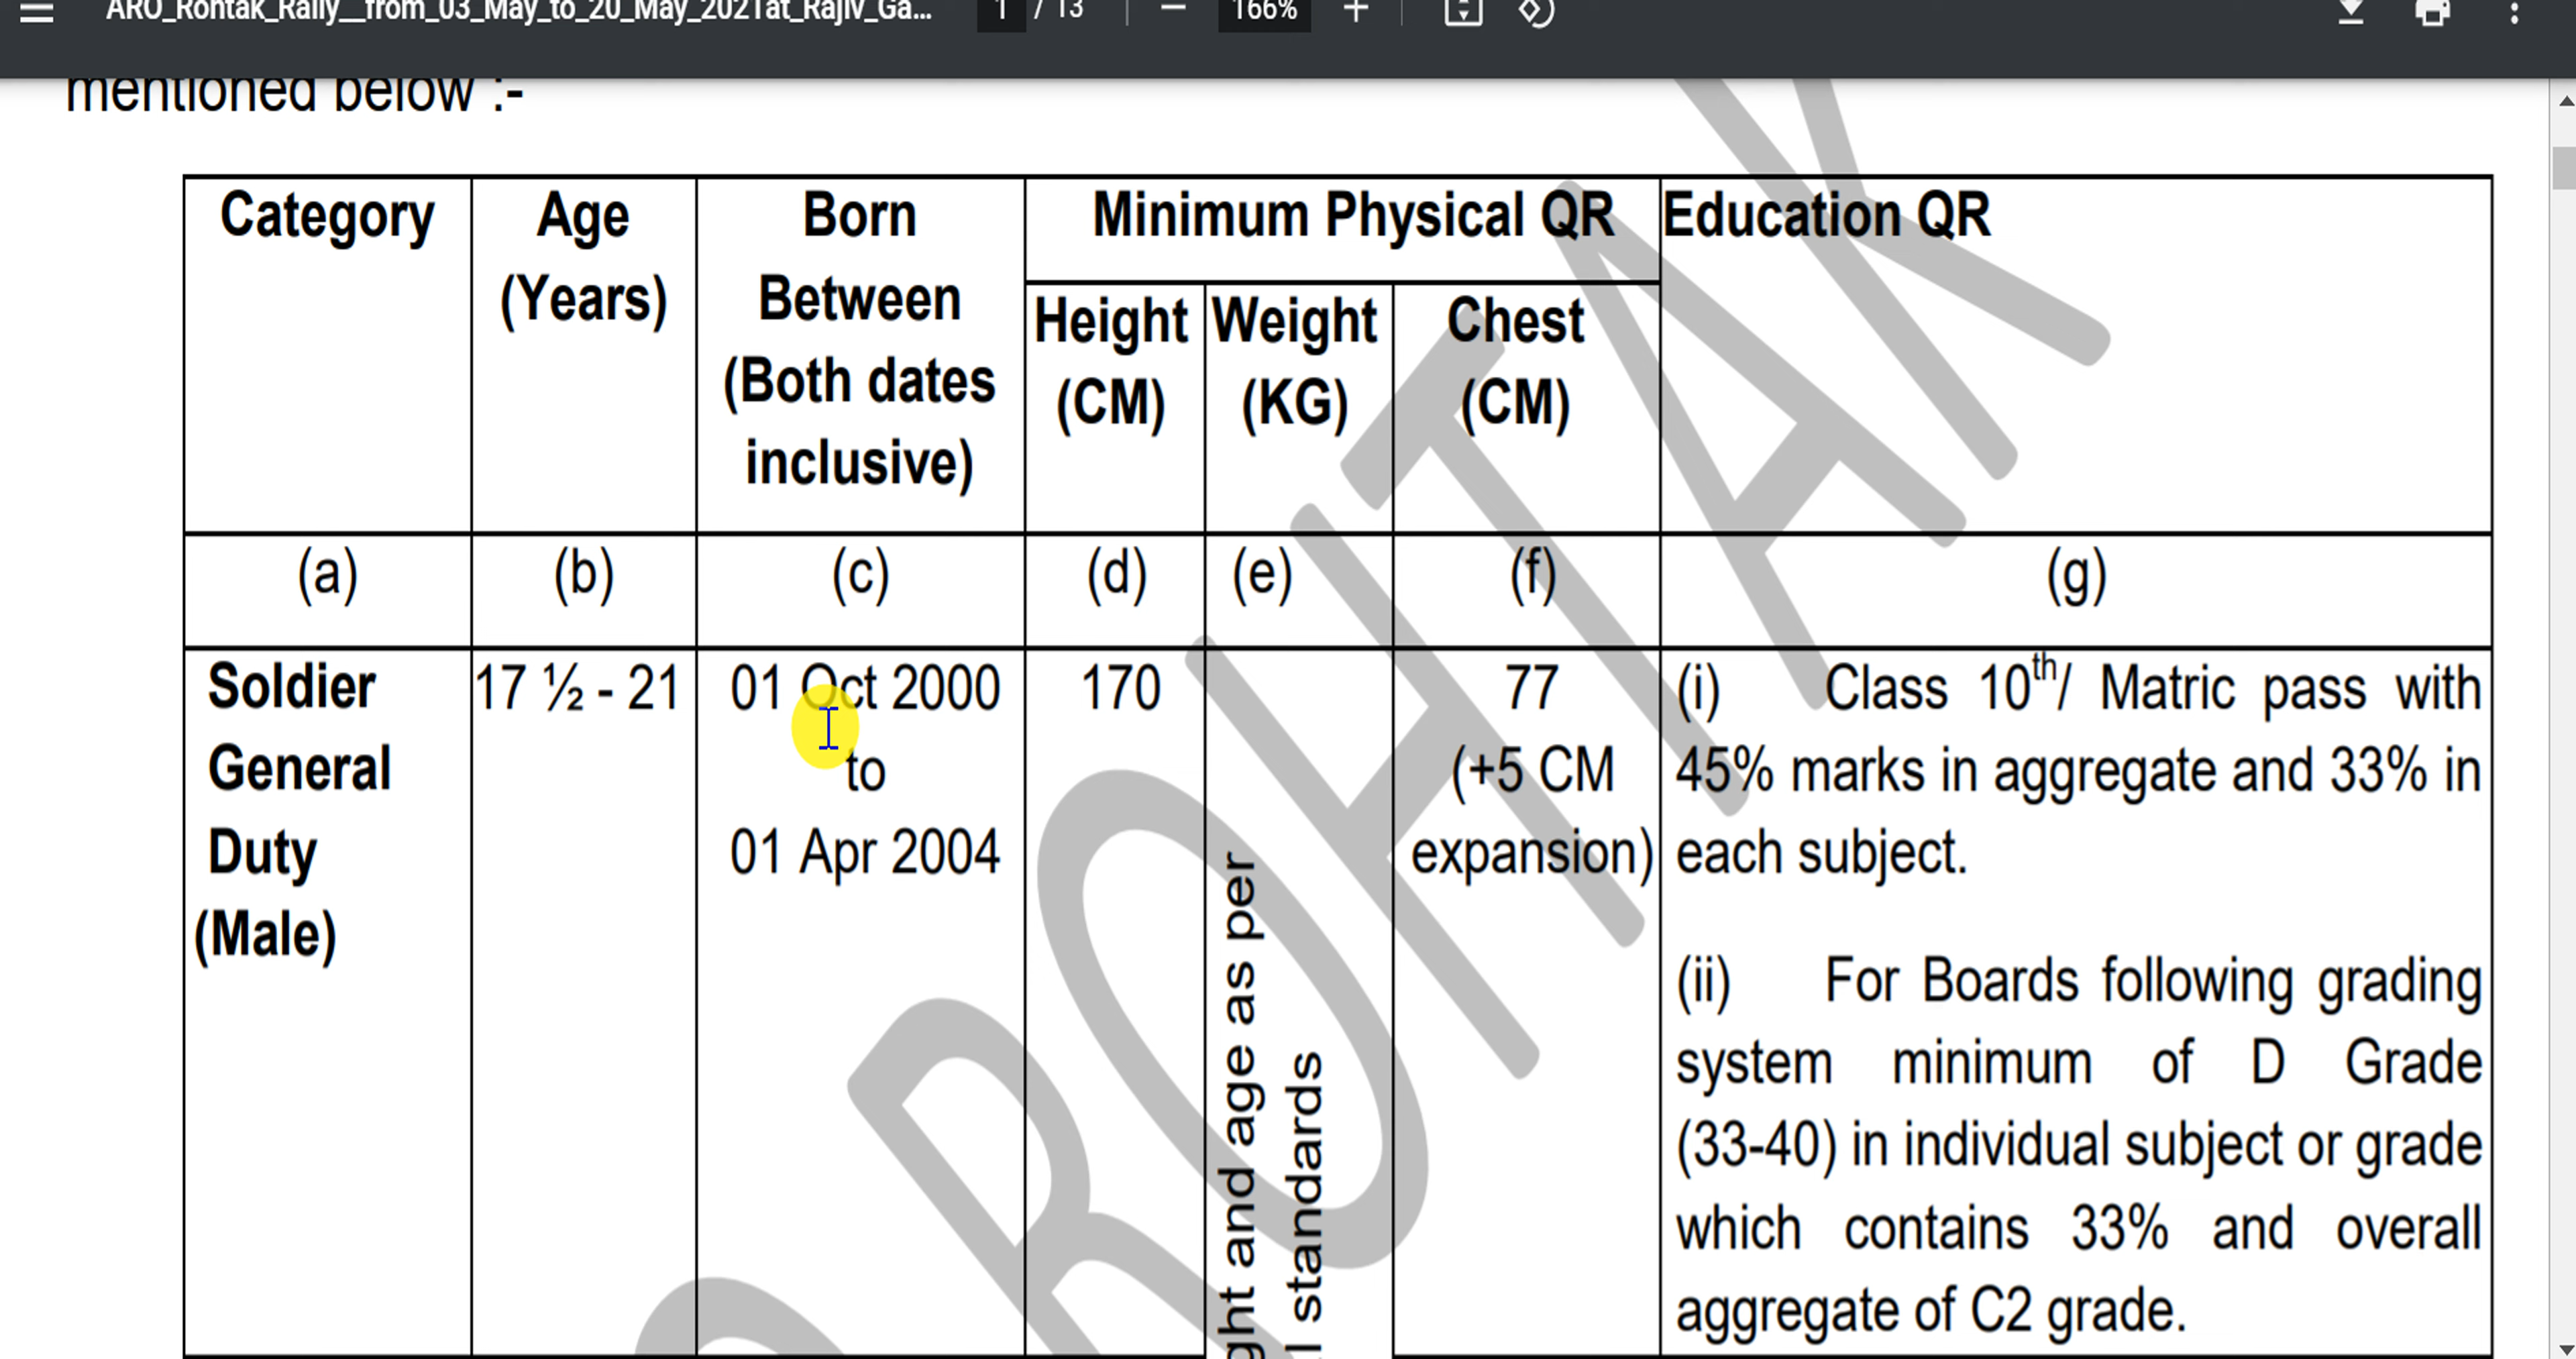 ARO_Rohtak_Rally__from_03_May_to_20_May_2021at_Rajiv_Ga... 1 / 13 166%
mentioned below :-
Category Age (Years) Born Between (Both dates inclusive) Minimum Physical QR Education QR
Height (CM) Weight (KG) Chest (CM)
(a) (b) (c) (d) (e) (f) (g)
Soldier General Duty (Male)
17 ½ - 21
01 Oct 2000
to
01 Apr 2004
170
ght and age as per
l standards
77
(+5 CM
expansion)
(i) Class 10th/ Matric pass with
45% marks in aggregate and 33% in
each subject.
(ii) For Boards following grading
system minimum of D Grade
(33-40) in individual subject or grade
which contains 33% and overall
aggregate of C2 grade.
ROHTAK